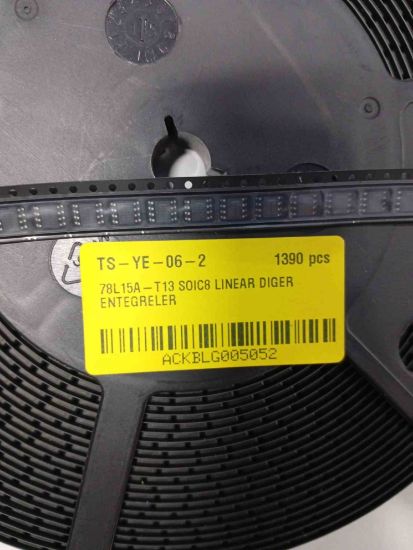 TS-YE-06-2 1390 pcs
78L15A-T13 SOIC8 LINEAR DIGER
ENTEGRELER
ACKBLG005052